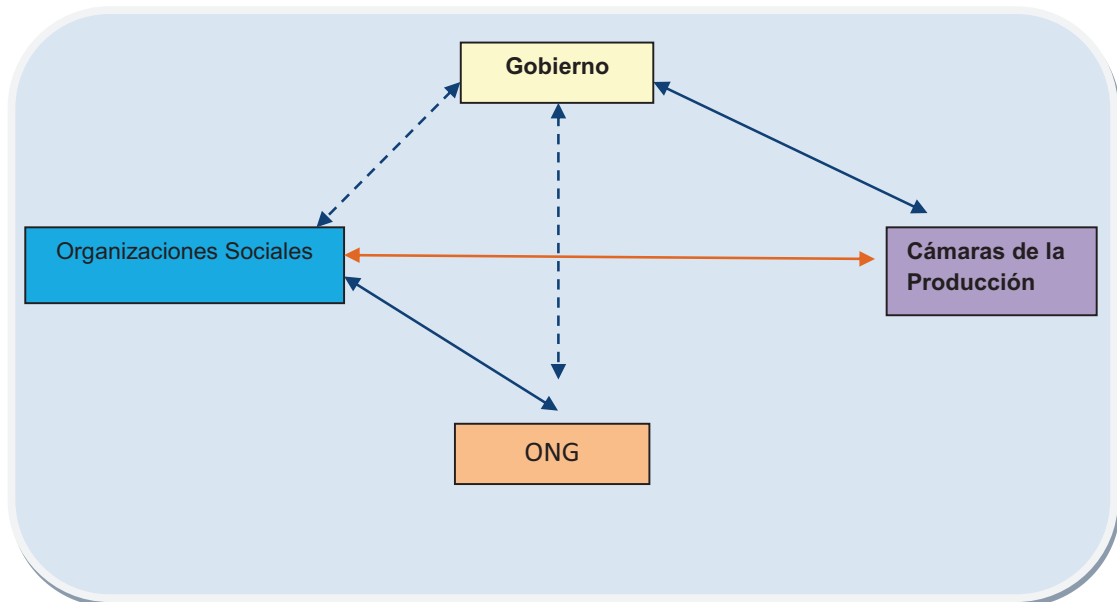 Gobierno
Organizaciones Sociales
Cámaras de la
Producción
ONG